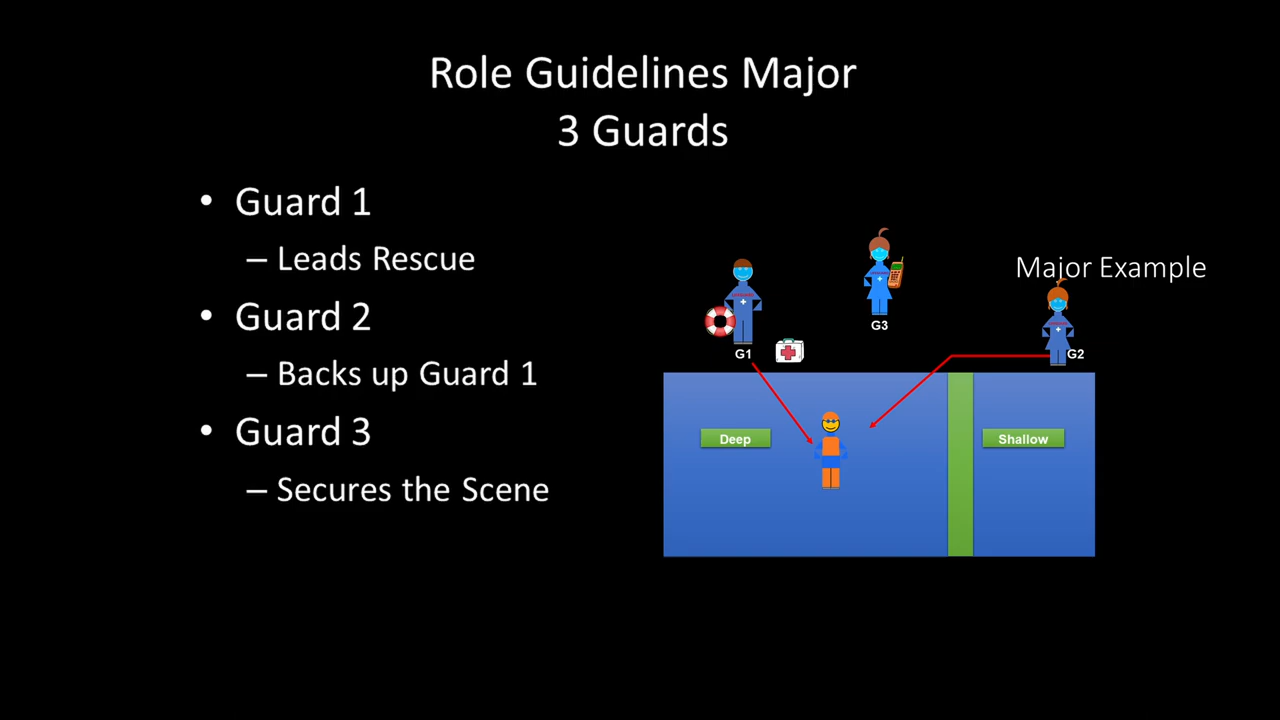 Role Guidelines Major
3 Guards
• Guard 1
– Leads Rescue
• Guard 2
– Backs up Guard 1
• Guard 3
– Secures the Scene
Major Example
G1
G3
G2
Deep
Shallow